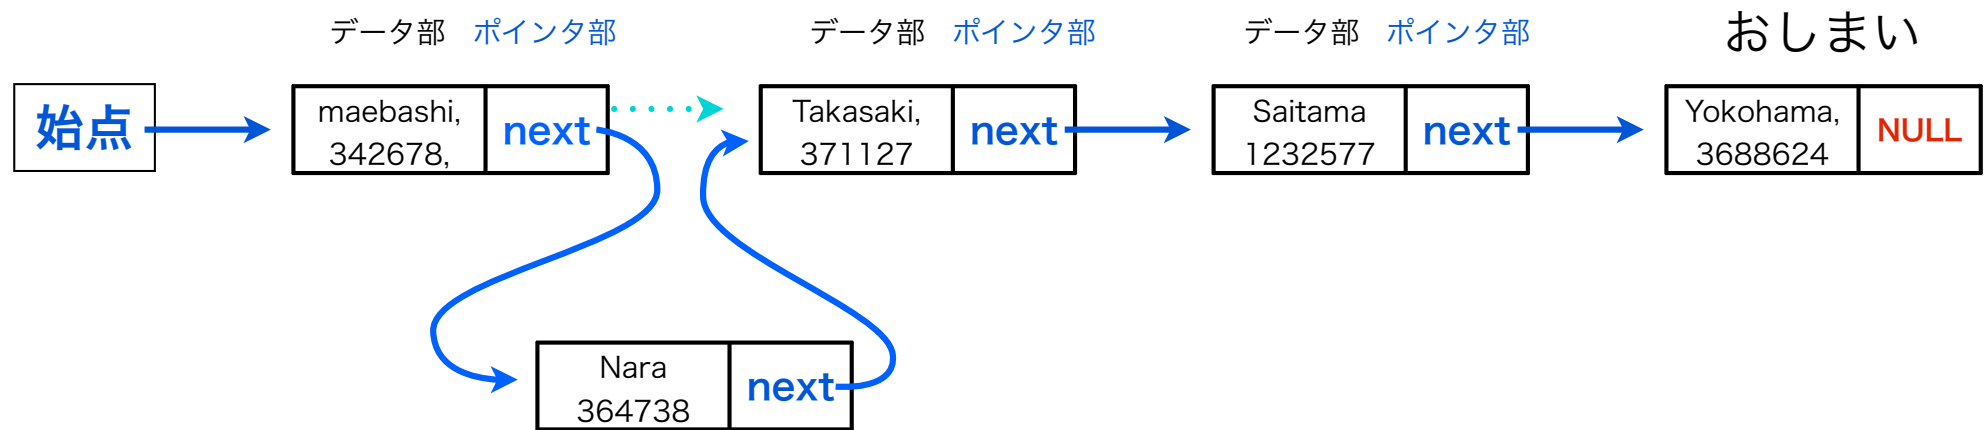 データ部 ポインタ部
データ部 ポインタ部
データ部 ポインタ部
おしまい
始点
maebashi,
342678,
next
Takasaki,
371127
next
Saitama
1232577
next
Yokohama,
3688624
NULL
Nara
364738
next